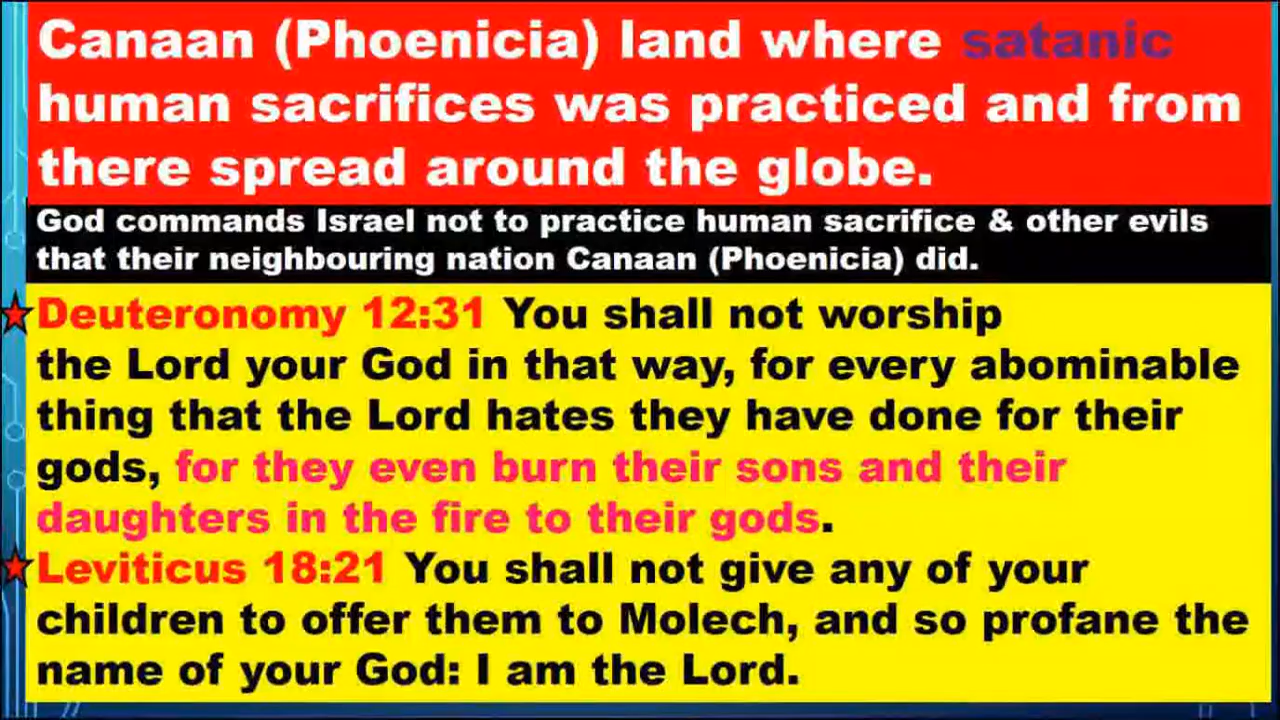 Canaan (Phoenicia) land where satanic
human sacrifices was practiced and from
there spread around the globe.
God commands Israel not to practice human sacrifice & other evils
that their neighbouring nation Canaan (Phoenicia) did.
Deuteronomy 12:31 You shall not worship
the Lord your God in that way, for every abominable
thing that the Lord hates they have done for their
gods, for they even burn their sons and their
daughters in the fire to their gods.
Leviticus 18:21 You shall not give any of your
children to offer them to Molech, and so profane the
name of your God: I am the Lord.